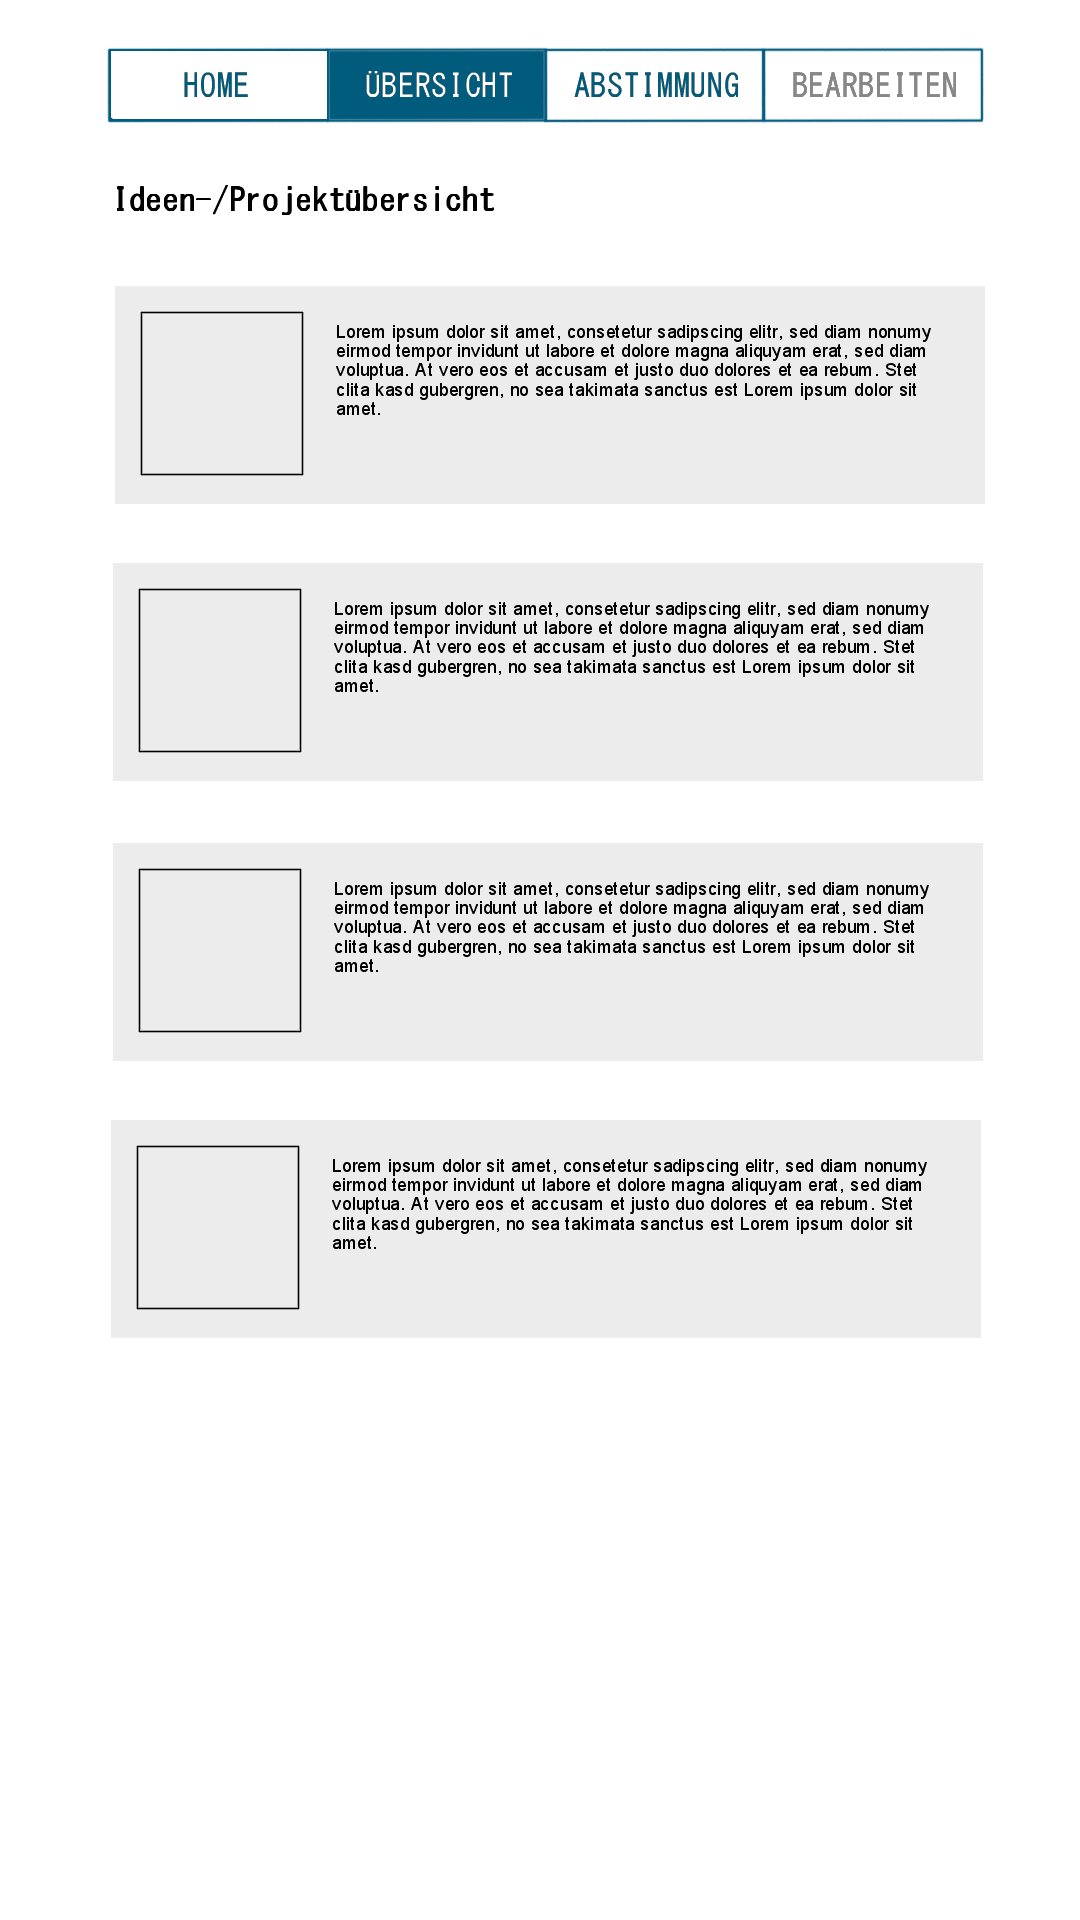 HOME ÜBERSICHT ABSTIMMUNG BEARBEITEN
Ideen-/Projektübersicht
Lorem ipsum dolor sit amet, consetetur sadipscing elitr, sed diam nonumy
eirmod tempor invidunt ut labore et dolore magna aliquyam erat, sed diam
voluptua. At vero eos et accusam et justo duo dolores et ea rebum. Stet
clita kasd gubergren, no sea takimata sanctus est Lorem ipsum dolor sit
amet.
Lorem ipsum dolor sit amet, consetetur sadipscing elitr, sed diam nonumy
eirmod tempor invidunt ut labore et dolore magna aliquyam erat, sed diam
voluptua. At vero eos et accusam et justo duo dolores et ea rebum. Stet
clita kasd gubergren, no sea takimata sanctus est Lorem ipsum dolor sit
amet.
Lorem ipsum dolor sit amet, consetetur sadipscing elitr, sed diam nonumy
eirmod tempor invidunt ut labore et dolore magna aliquyam erat, sed diam
voluptua. At vero eos et accusam et justo duo dolores et ea rebum. Stet
clita kasd gubergren, no sea takimata sanctus est Lorem ipsum dolor sit
amet.
Lorem ipsum dolor sit amet, consetetur sadipscing elitr, sed diam nonumy
eirmod tempor invidunt ut labore et dolore magna aliquyam erat, sed diam
voluptua. At vero eos et accusam et justo duo dolores et ea rebum. Stet
clita kasd gubergren, no sea takimata sanctus est Lorem ipsum dolor sit
amet.